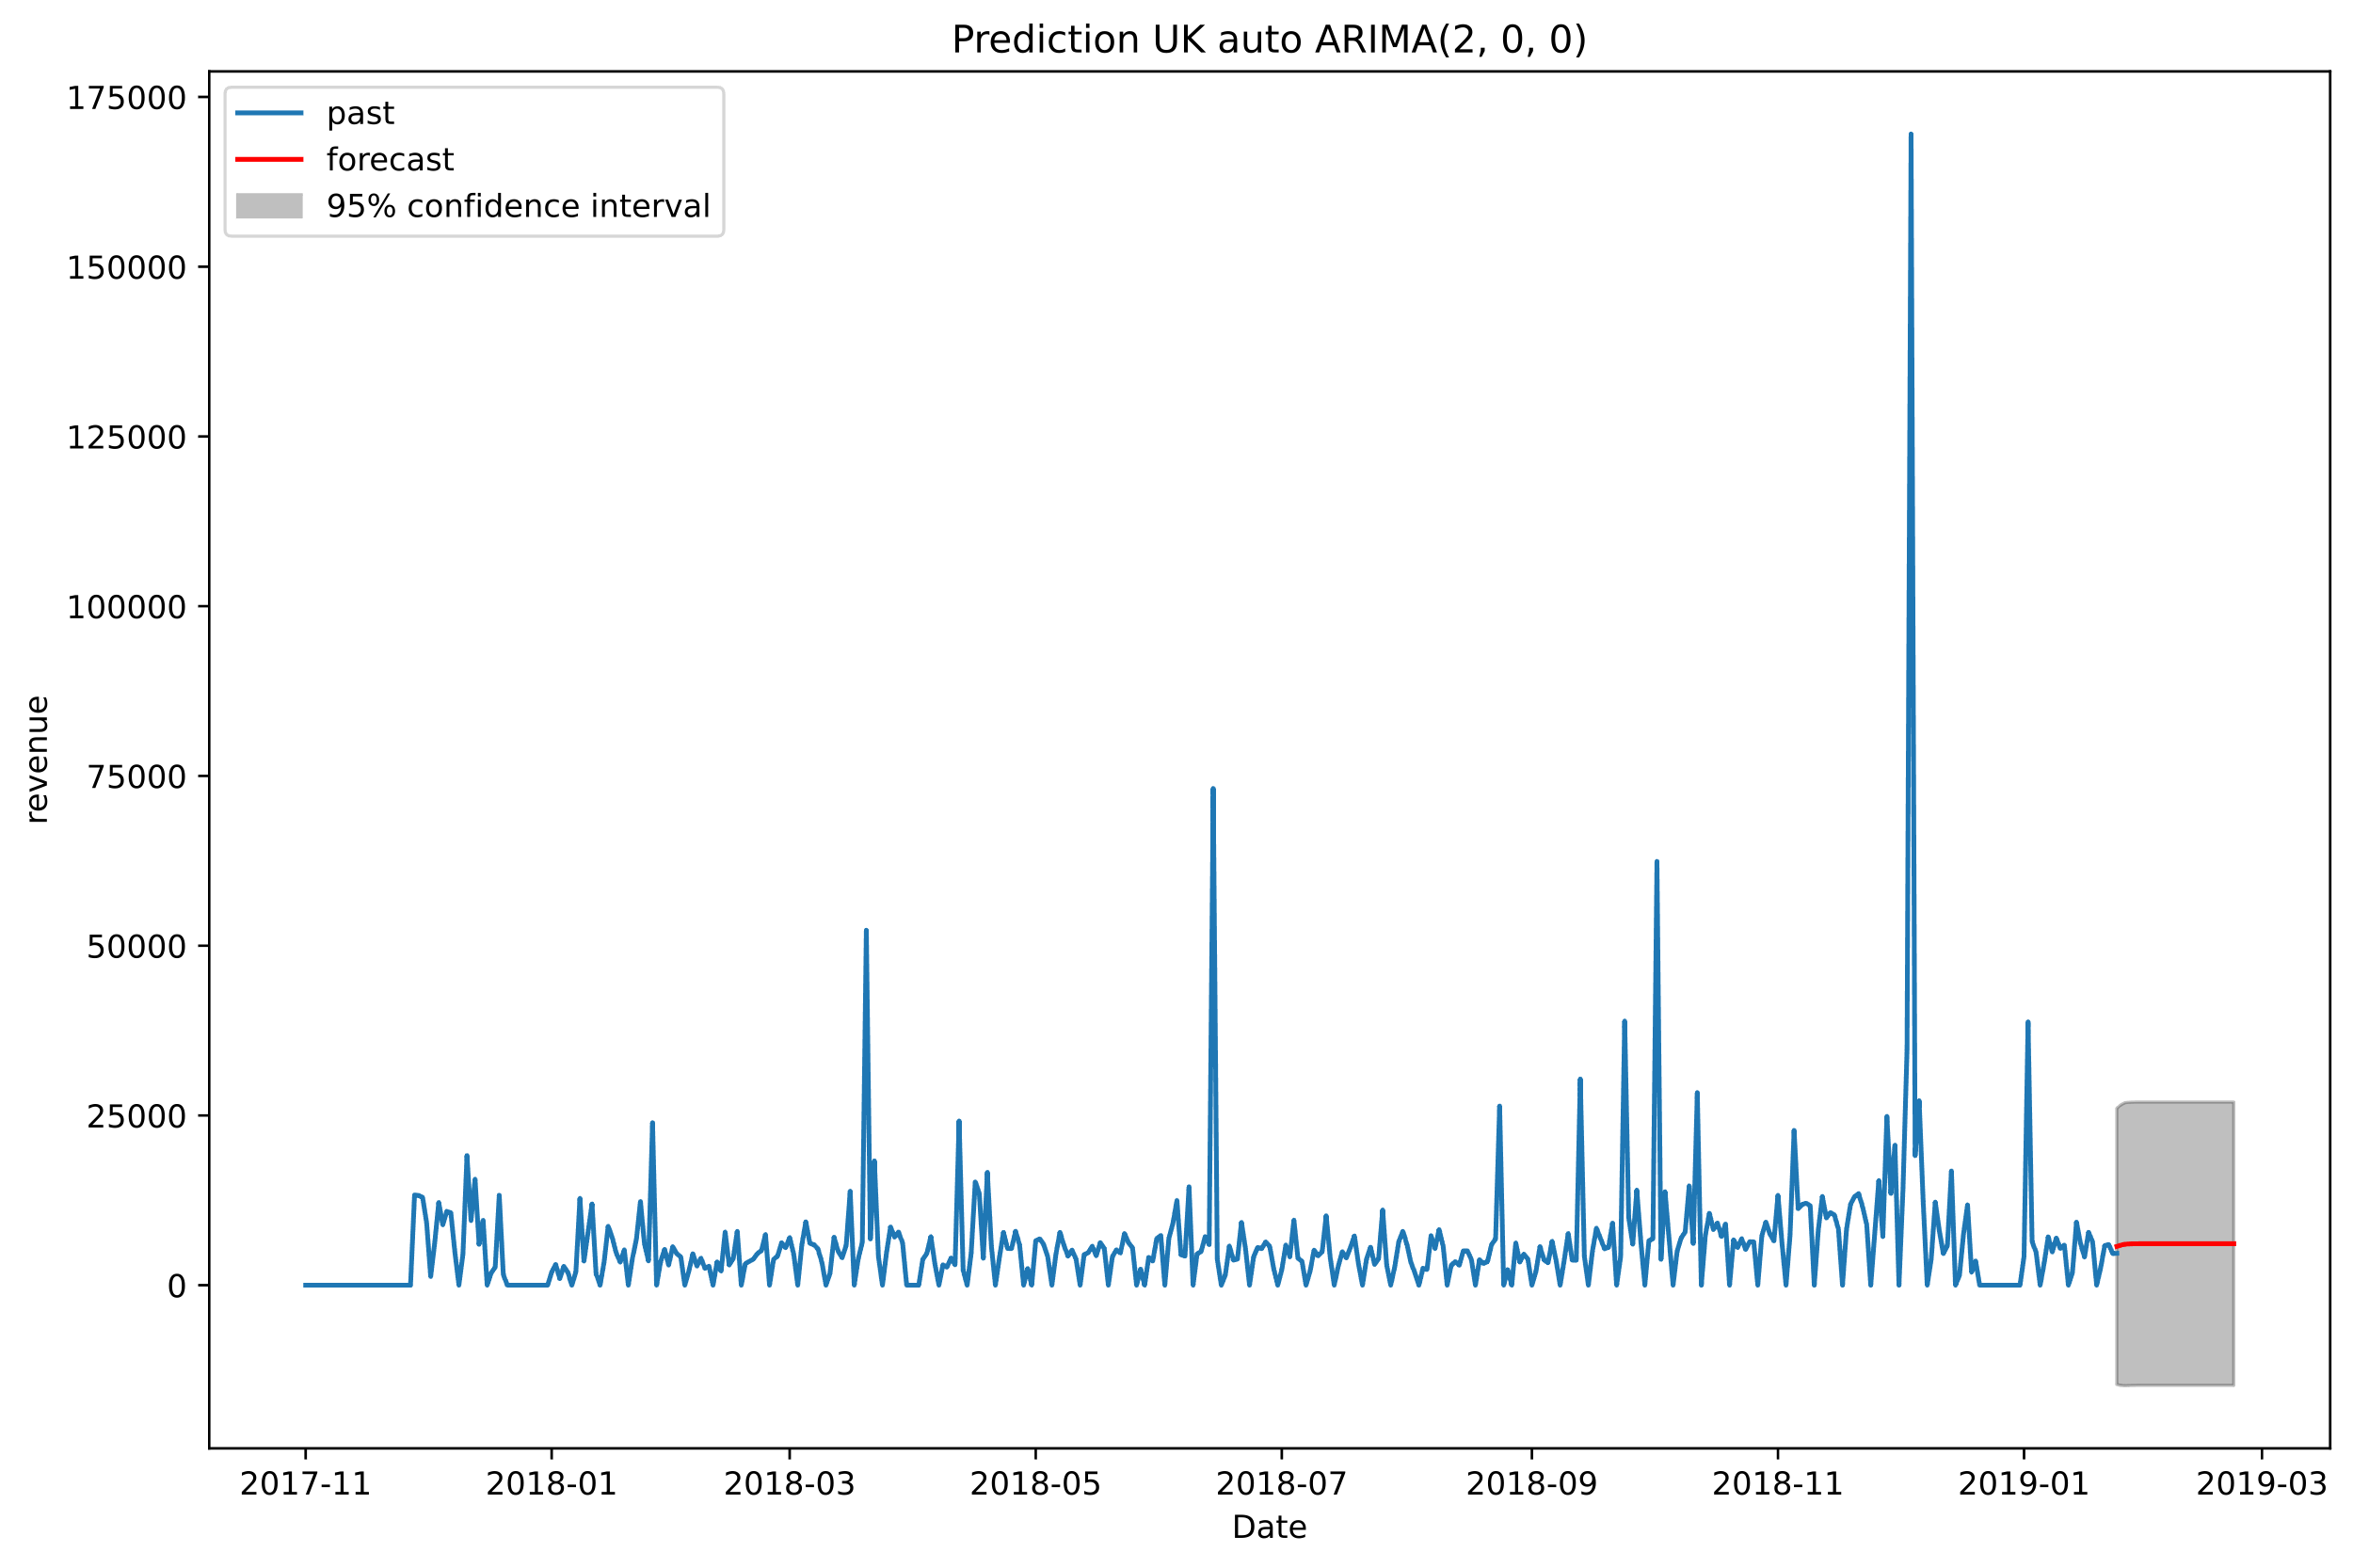 Prediction UK auto ARIMA(2, 0, 0)
past
forecast
95% confidence interval
175000
150000
125000
100000
75000
50000
25000
0
revenue
2017-11 2018-01 2018-03 2018-05 2018-07 2018-09 2018-11 2019-01 2019-03
Date